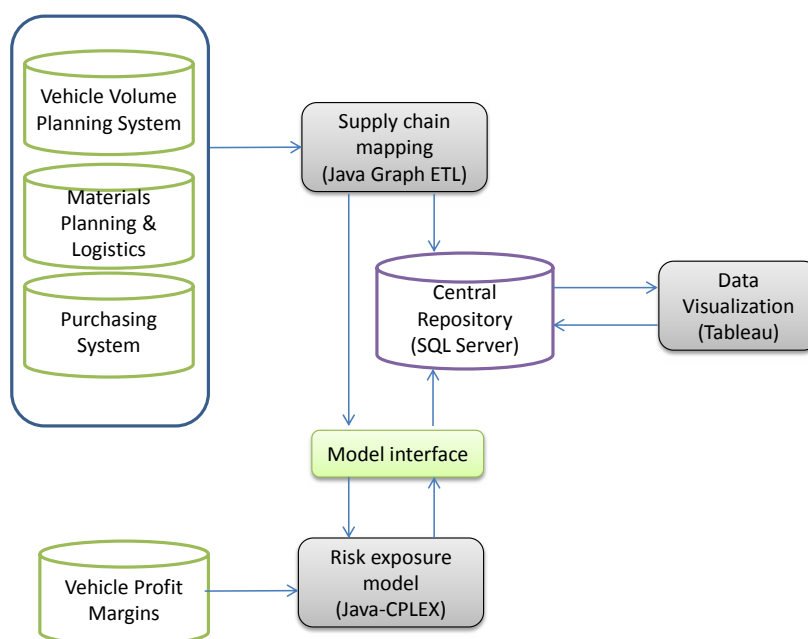 Vehicle Volume
Planning System
Materials
Planning &
Logistics
Purchasing
System
Supply chain
mapping
(Java Graph ETL)
Central
Repository
(SQL Server)
Data
Visualization
(Tableau)
Model interface
Vehicle Profit
Margins
Risk exposure
model
(Java-CPLEX)